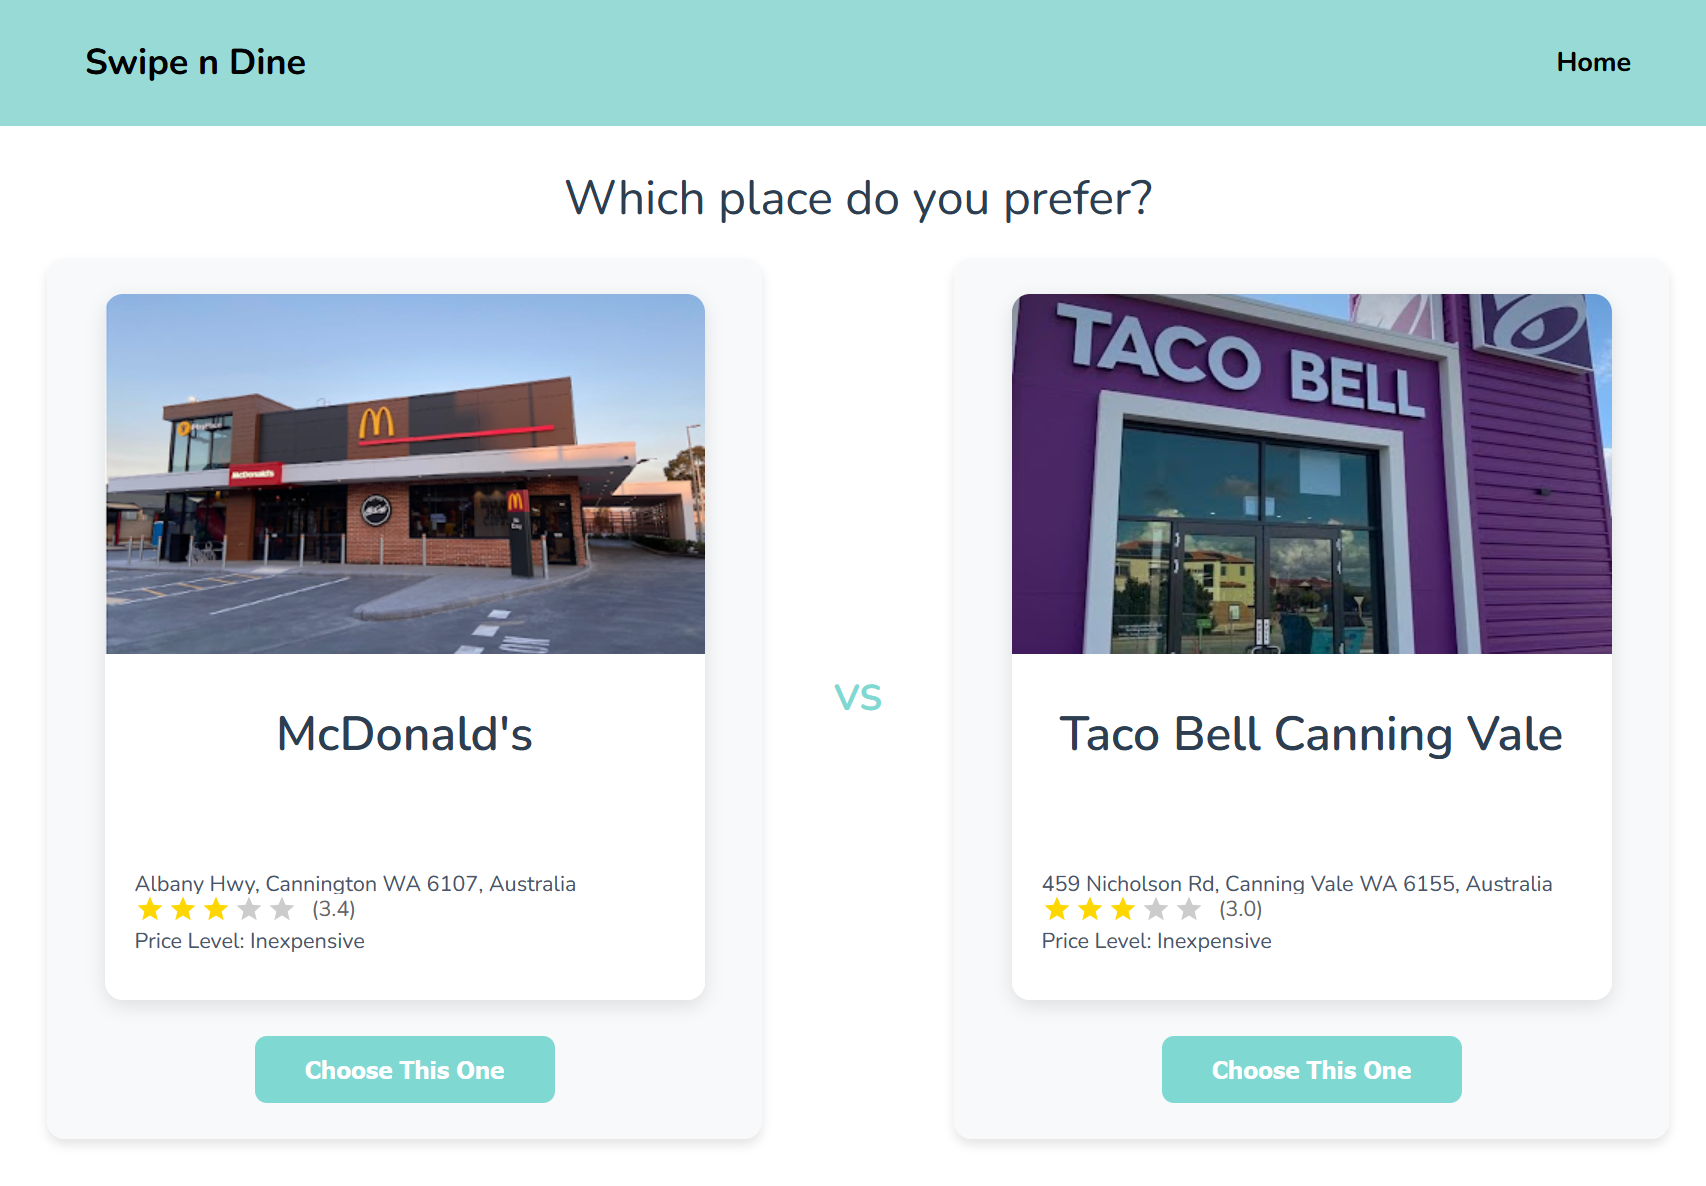 Swipe n Dine
Home
Which place do you prefer?
PlayPlace
McDonald's
McDonald's
Albany Hwy, Cannington WA 6107, Australia
(3.4)
Price Level: Inexpensive
Choose This One
VS
TACO BELL
Taco Bell Canning Vale
459 Nicholson Rd, Canning Vale WA 6155, Australia
(3.0)
Price Level: Inexpensive
Choose This One